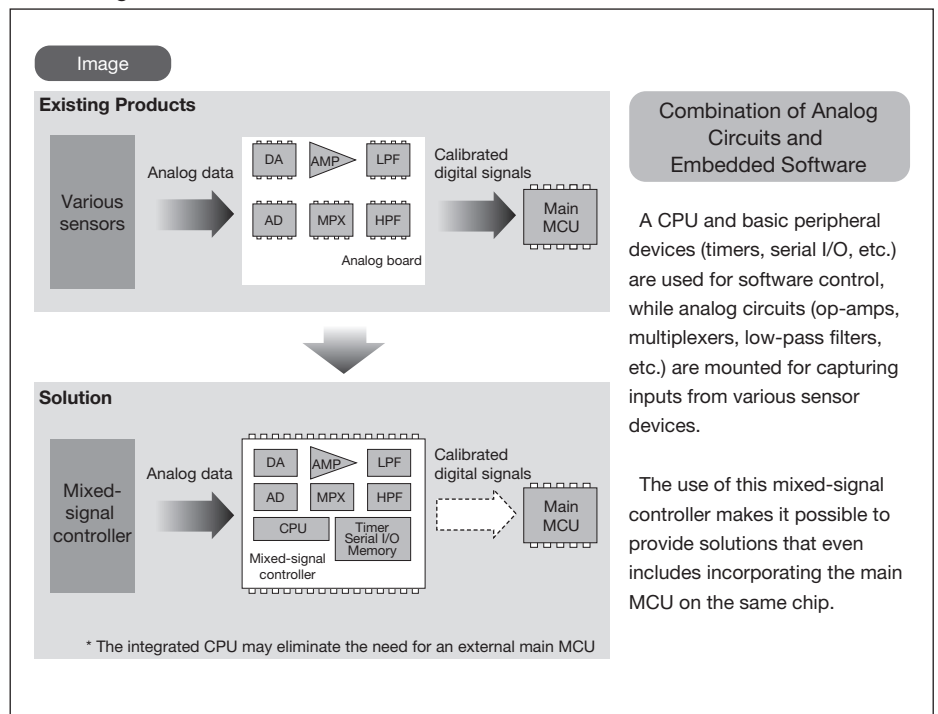 Image
Existing Products
Various
sensors
Analog data
DA
AMP
LPF
AD
MPX
HPF
Analog board
Calibrated
digital signals
Main
MCU
Solution
Mixed-
signal
controller
Analog data
DA
AMP
LPF
AD
MPX
HPF
CPU
Timer
Serial I/O
Memory
Mixed-signal
controller
Calibrated
digital signals
Main
MCU
* The integrated CPU may eliminate the need for an external main MCU
Combination of Analog
Circuits and
Embedded Software
A CPU and basic peripheral
devices (timers, serial I/O, etc.)
are used for software control,
while analog circuits (op-amps,
multiplexers, low-pass filters,
etc.) are mounted for capturing
inputs from various sensor
devices.
The use of this mixed-signal
controller makes it possible to
provide solutions that even
includes incorporating the main
MCU on the same chip.